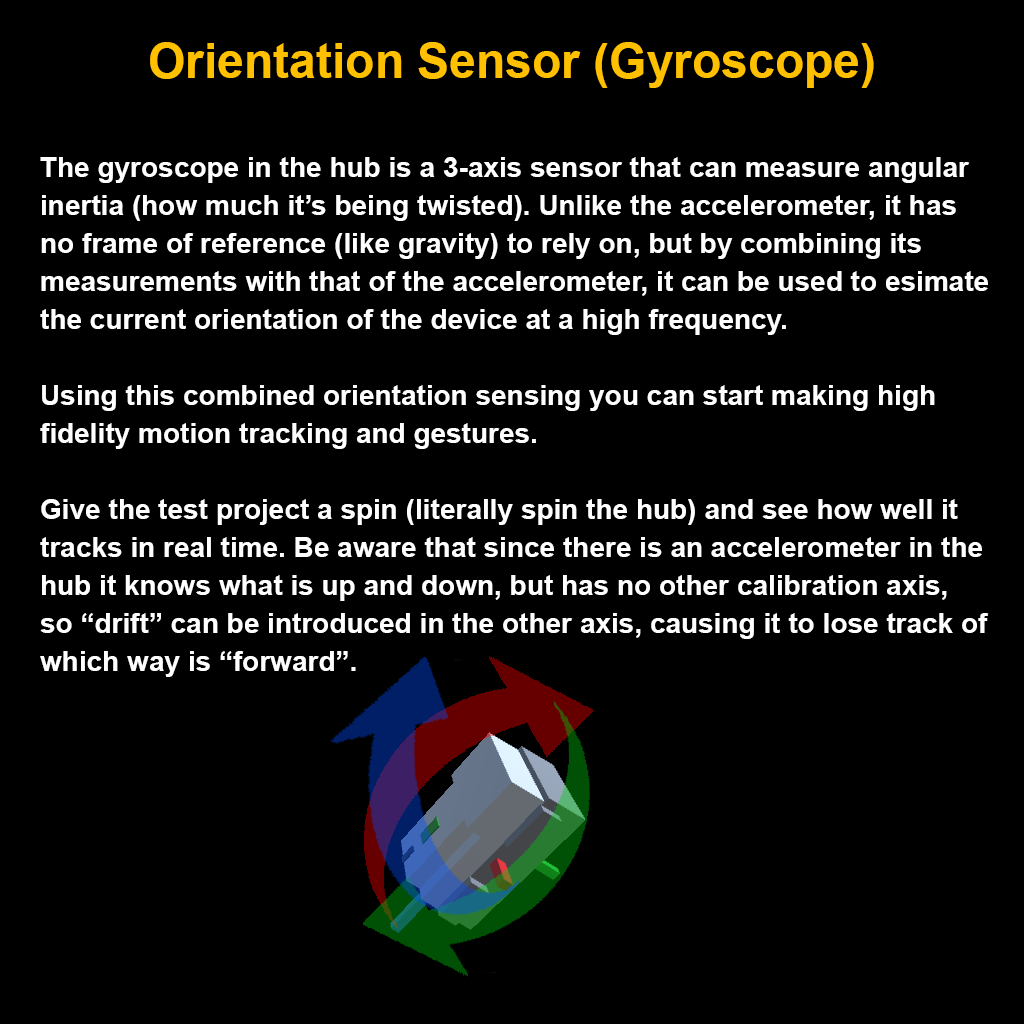 Orientation Sensor (Gyroscope)
The gyroscope in the hub is a 3-axis sensor that can measure angular
inertia (how much it’s being twisted). Unlike the accelerometer, it has
no frame of reference (like gravity) to rely on, but by combining its
measurements with that of the accelerometer, it can be used to esimate
the current orientation of the device at a high frequency.
Using this combined orientation sensing you can start making high
fidelity motion tracking and gestures.
Give the test project a spin (literally spin the hub) and see how well it
tracks in real time. Be aware that since there is an accelerometer in the
hub it knows what is up and down, but has no other calibration axis,
so “drift” can be introduced in the other axis, causing it to lose track of
which way is “forward”.